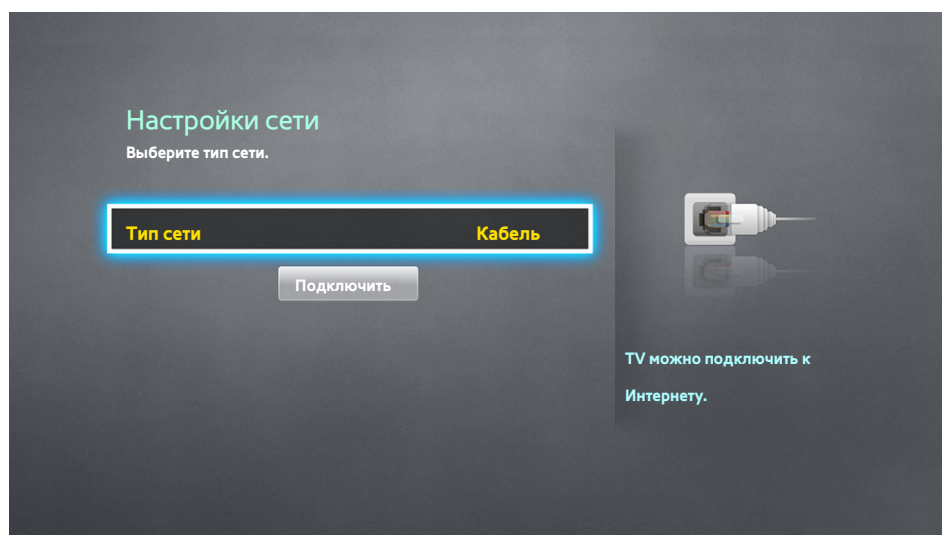 Настройки сети
Выберите тип сети.
Тип сети Кабель
Подключить
TV можно подключить к
Интернету.